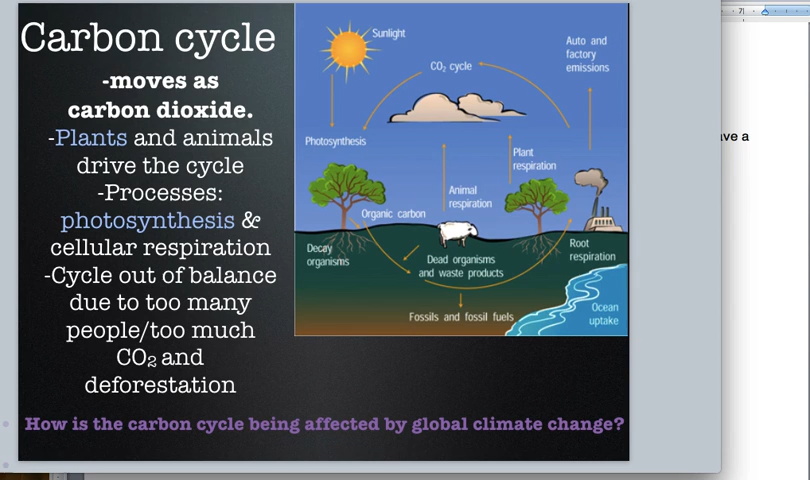 Carbon cycle
-moves as
carbon dioxide.
-Plants and animals
drive the cycle
-Processes:
photosynthesis &
cellular respiration
-Cycle out of balance
due to too many
people/too much
CO₂ and
deforestation
Sunlight
CO₂ cycle
Auto and
factory
emissions
Photosynthesis
Plant
respiration
Animal
respiration
Organic carbon
Decay
organisms
Dead organisms
and waste products
Root
respiration
Fossils and fossil fuels
Ocean
uptake
How is the carbon cycle being affected by global climate change?
7
a